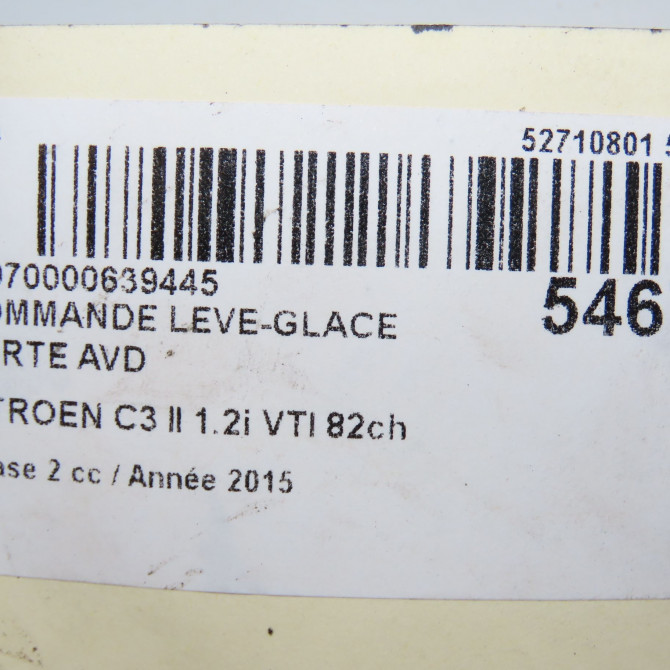 52710801 5
070000639445
546
OMMANDE LEVE-GLACE
RTE AVD
TROEN C3 II 1.2i VTI 82ch
ase 2 cc / Année 2015